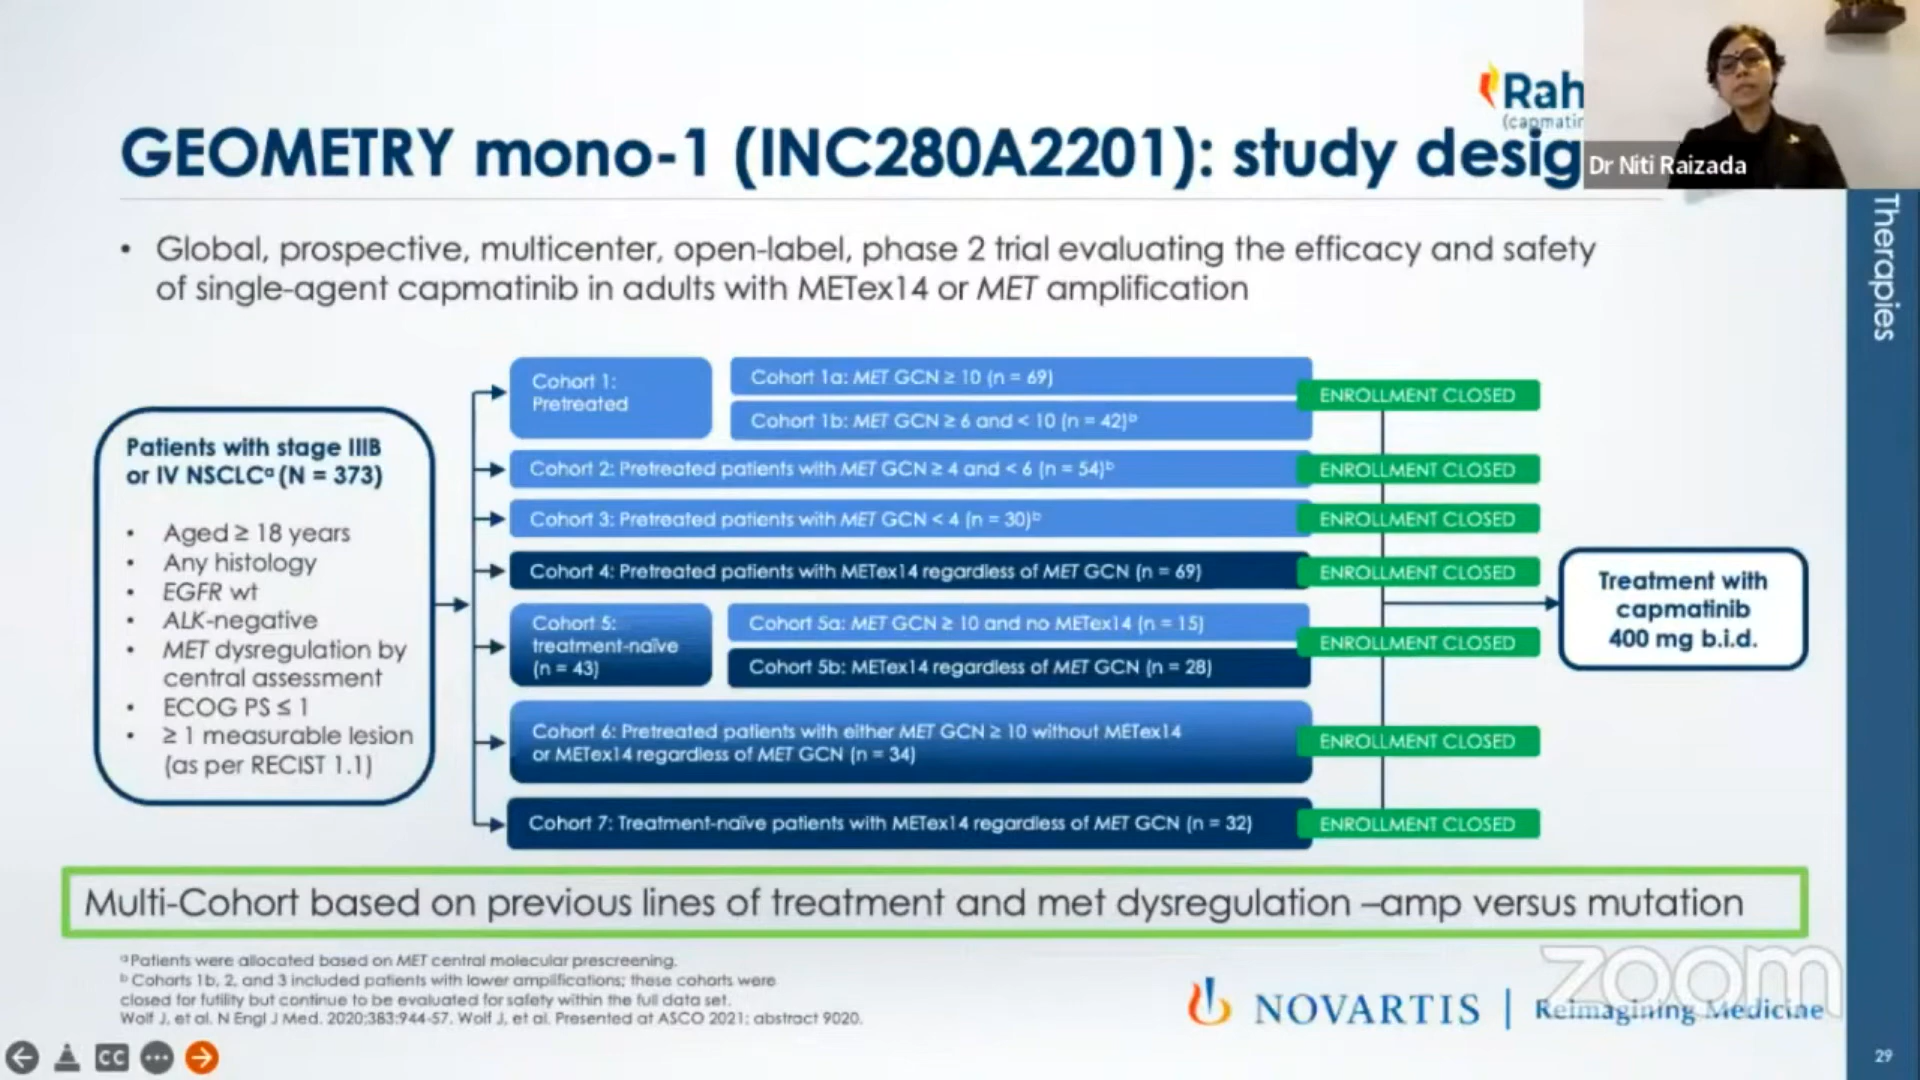 Rah
(capmatin
GEOMETRY mono-1 (INC280A2201): study desig
Dr Niti Raizada
Therapies
• Global, prospective, multicenter, open-label, phase 2 trial evaluating the efficacy and safety
of single-agent capmatinib in adults with METex14 or MET amplification
Patients with stage IIIB
or IV NSCLCᵃ (N = 373)
• Aged ≥ 18 years
• Any histology
• EGFR wt
• ALK-negative
• MET dysregulation by
central assessment
• ECOG PS ≤ 1
• ≥ 1 measurable lesion
(as per RECIST 1.1)
Cohort 1:
Pretreated
Cohort 1a: MET GCN ≥ 10 (n = 69)
Cohort 1b: MET GCN ≥ 6 and < 10 (n = 42)ᵇ
ENROLLMENT CLOSED
Cohort 2: Pretreated patients with MET GCN ≥ 4 and < 6 (n = 54)ᵇ
ENROLLMENT CLOSED
Cohort 3: Pretreated patients with MET GCN < 4 (n = 30)ᵇ
ENROLLMENT CLOSED
Cohort 4: Pretreated patients with METex14 regardless of MET GCN (n = 69)
ENROLLMENT CLOSED
Cohort 5:
treatment-naïve
(n = 43)
Cohort 5a: MET GCN ≥ 10 and no METex14 (n = 15)
Cohort 5b: METex14 regardless of MET GCN (n = 28)
ENROLLMENT CLOSED
Cohort 6: Pretreated patients with either MET GCN ≥ 10 without METex14
or METex14 regardless of MET GCN (n = 34)
ENROLLMENT CLOSED
Cohort 7: Treatment-naïve patients with METex14 regardless of MET GCN (n = 32)
ENROLLMENT CLOSED
Treatment with
capmatinib
400 mg b.i.d.
Multi-Cohort based on previous lines of treatment and met dysregulation –amp versus mutation
ᵃ Patients were allocated based on MET central molecular prescreening.
ᵇ Cohorts 1b, 2, and 3 included patients with lower amplifications; these cohorts were
closed for futility but continue to be evaluated for safety within the full data set.
Wolf J, et al. N Engl J Med. 2020;383:944-57. Wolf J, et al. Presented at ASCO 2021; abstract 9020.
NOVARTIS | Reimagining Medicine
zoom
CC
29